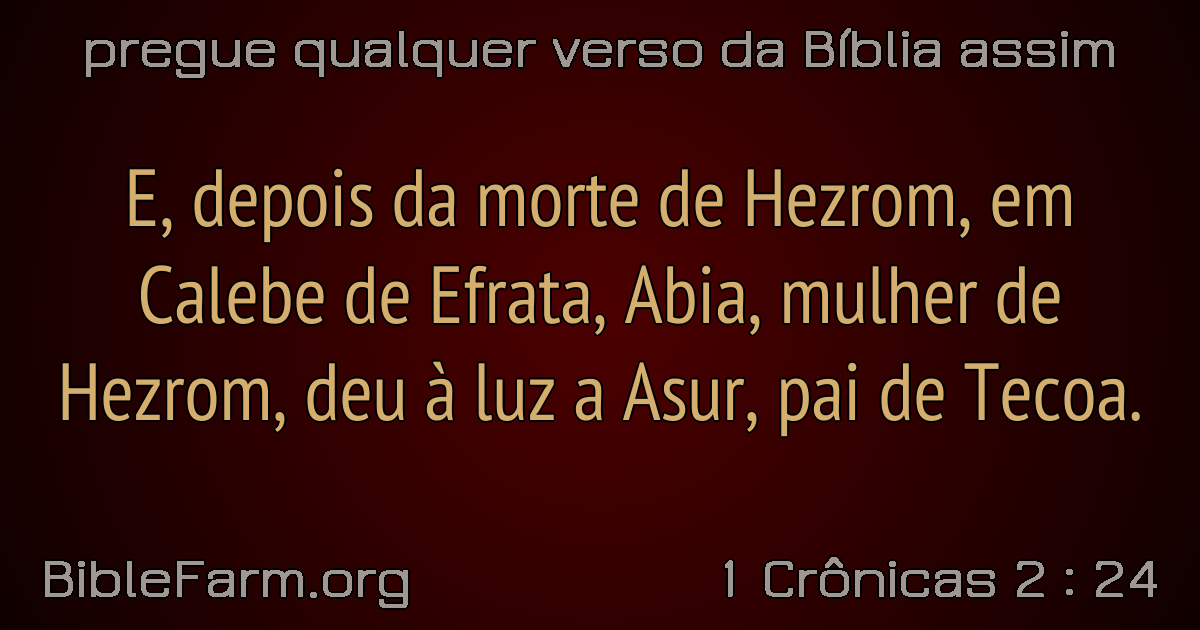 pregue qualquer verso da Bíblia assim
E, depois da morte de Hezrom, em
Calebe de Efrata, Abia, mulher de
Hezrom, deu à luz a Asur, pai de Tecoa.
BibleFarm.org
1 Crônicas 2 : 24